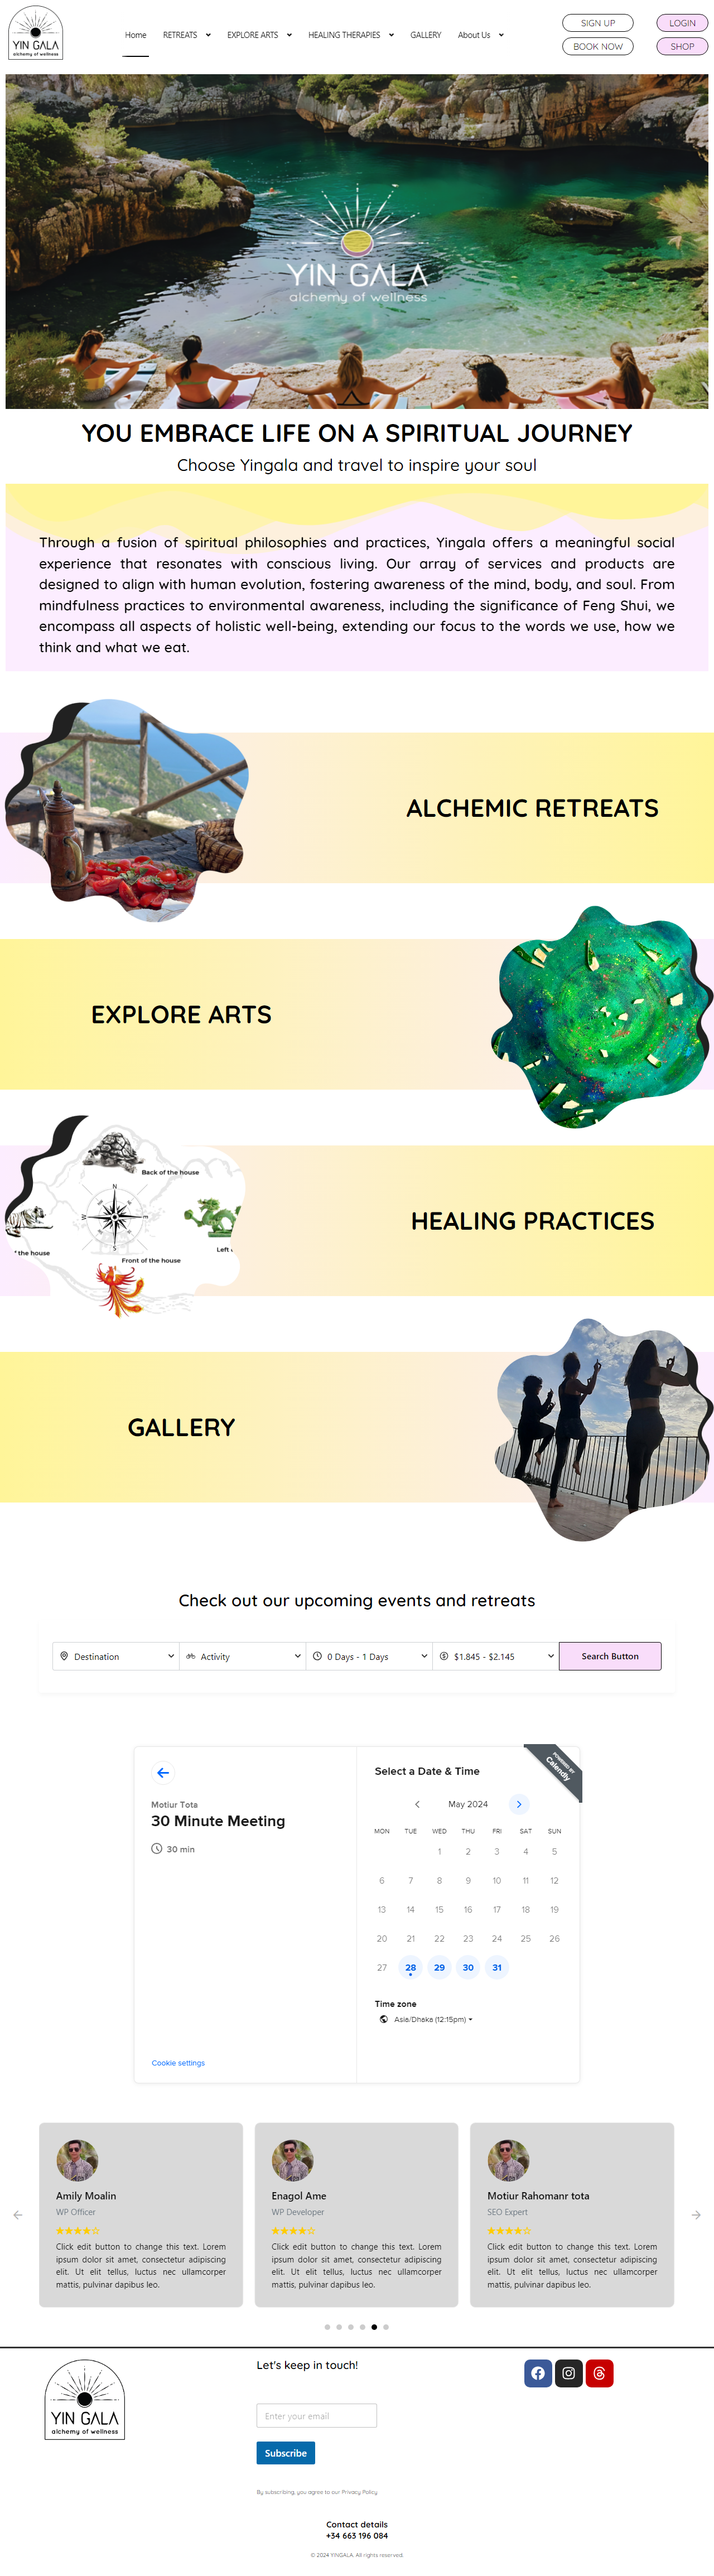 YIN GALA
alchemy of wellness
Home
RETREATS
EXPLORE ARTS
HEALING THERAPIES
GALLERY
About Us
SIGN UP
LOGIN
BOOK NOW
SHOP
YIN GALA
alchemy of wellness
YOU EMBRACE LIFE ON A SPIRITUAL JOURNEY
Choose Yingala and travel to inspire your soul
Through a fusion of spiritual philosophies and practices, Yingala offers a meaningful social
experience that resonates with conscious living. Our array of services and products are
designed to align with human evolution, fostering awareness of the mind, body, and soul. From
mindfulness practices to environmental awareness, including the significance of Feng Shui, we
encompass all aspects of holistic well-being, extending our focus to the words we use, how we
think and what we eat.
ALCHEMIC RETREATS
EXPLORE ARTS
Back of the house
N
W
E
S
the house
Left
Front of the house
HEALING PRACTICES
GALLERY
Check out our upcoming events and retreats
Destination
Activity
0 Days - 1 Days
$1.845 - $2.145
Search Button
POWERED BY
Calendly
Select a Date & Time
Motiur Tota
30 Minute Meeting
30 min
May 2024
MON TUE WED THU FRI SAT SUN
1 2 3 4 5
6 7 8 9 10 11 12
13 14 15 16 17 18 19
20 21 22 23 24 25 26
27 28 29 30 31
Time zone
Asia/Dhaka (12:15pm)
Cookie settings
Amily Moalin
WP Officer
Click edit button to change this text. Lorem
ipsum dolor sit amet, consectetur adipiscing
elit. Ut elit tellus, luctus nec ullamcorper
mattis, pulvinar dapibus leo.
Enagol Ame
WP Developer
Click edit button to change this text. Lorem
ipsum dolor sit amet, consectetur adipiscing
elit. Ut elit tellus, luctus nec ullamcorper
mattis, pulvinar dapibus leo.
Motiur Rahomanr tota
SEO Expert
Click edit button to change this text. Lorem
ipsum dolor sit amet, consectetur adipiscing
elit. Ut elit tellus, luctus nec ullamcorper
mattis, pulvinar dapibus leo.
YIN GALA
alchemy of wellness
Let's keep in touch!
Enter your email
Subscribe
By subscribing, you agree to our Privacy Policy
Contact details
+34 663 196 084
© 2024 YINGALA. All rights reserved.